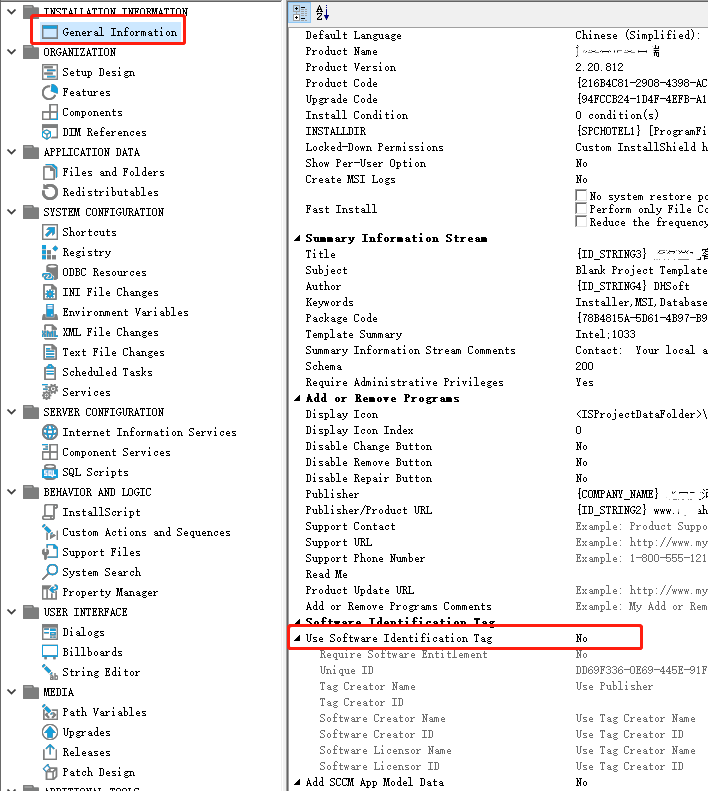 INSTALLATION INFORMATION
General Information
ORGANIZATION
Setup Design
Features
Components
DIM References
APPLICATION DATA
Files and Folders
Redistributables
SYSTEM CONFIGURATION
Shortcuts
Registry
ODBC Resources
INI File Changes
Environment Variables
XML File Changes
Text File Changes
Scheduled Tasks
Services
SERVER CONFIGURATION
Internet Information Services
Component Services
SQL Scripts
BEHAVIOR AND LOGIC
InstallScript
Custom Actions and Sequences
Support Files
System Search
Property Manager
USER INTERFACE
Dialogs
Billboards
String Editor
MEDIA
Path Variables
Upgrades
Releases
Patch Design
ADDITIONAL TOOLS
Default Language Chinese (Simplified):
Product Name 端
Product Version 2.20.812
Product Code {216B4C81-2908-4398-AC
Upgrade Code {94FCCB24-1D4F-4EFB-A1
Install Condition 0 condition(s)
INSTALLDIR {SPCHOTEL1} [ProgramFi
Locked-Down Permissions Custom InstallShield h
Show Per-User Option No
Create MSI Logs No
Fast Install
No system restore po
Perform only File Co
Reduce the frequency
Summary Information Stream
Title {ID_STRING3}
Subject Blank Project Template
Author {ID_STRING4} DHSoft
Keywords Installer,MSI,Database
Package Code {78B4815A-5D61-4B97-B9
Template Summary Intel;1033
Summary Information Stream Comments Contact: Your local a
Schema 200
Require Administrative Privileges Yes
Add or Remove Programs
Display Icon <ISProjectDataFolder>\
Display Icon Index 0
Disable Change Button No
Disable Remove Button No
Disable Repair Button No
Publisher {COMPANY_NAME}
Publisher/Product URL {ID_STRING2} www.
Support Contact Example: Product Suppo
Support URL Example: http://www.my
Support Phone Number Example: 1-800-555-121
Read Me
Product Update URL Example: http://www.my
Add or Remove Programs Comments Example: My Add or Rem
Software Identification Tag
Use Software Identification Tag No
Require Software Entitlement No
Unique ID DD69F336-0E69-445E-91F
Tag Creator Name Use Publisher
Tag Creator ID
Software Creator Name Use Tag Creator Name
Software Creator ID Use Tag Creator ID
Software Licensor Name Use Tag Creator Name
Software Licensor ID Use Tag Creator ID
Add SCCM App Model Data No